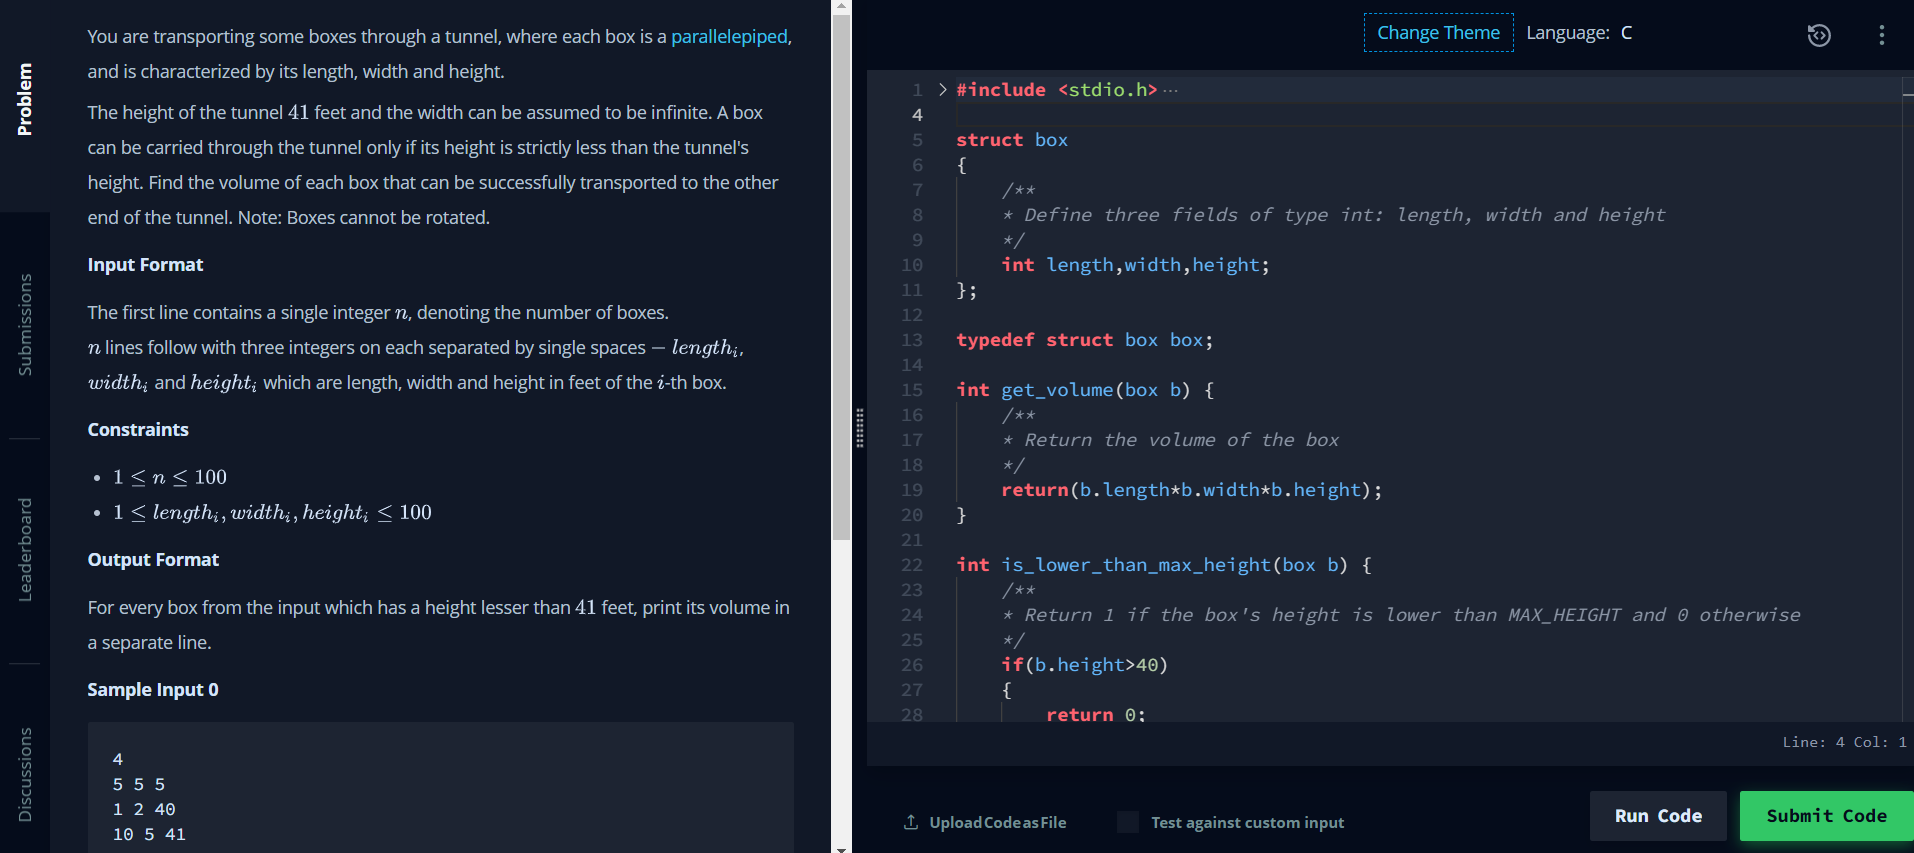 Problem
Submissions
Leaderboard
Discussions
You are transporting some boxes through a tunnel, where each box is a parallelepiped,
and is characterized by its length, width and height.
The height of the tunnel 41 feet and the width can be assumed to be infinite. A box
can be carried through the tunnel only if its height is strictly less than the tunnel's
height. Find the volume of each box that can be successfully transported to the other
end of the tunnel. Note: Boxes cannot be rotated.
Input Format
The first line contains a single integer n, denoting the number of boxes.
n lines follow with three integers on each separated by single spaces – length_i,
width_i and height_i which are length, width and height in feet of the i-th box.
Constraints
• 1 ≤ n ≤ 100
• 1 ≤ length_i, width_i, height_i ≤ 100
Output Format
For every box from the input which has a height lesser than 41 feet, print its volume in
a separate line.
Sample Input 0
4
5 5 5
1 2 40
10 5 41
Change Theme Language: C
1 > #include <stdio.h>···
4
5 struct box
6 {
7 /**
8 * Define three fields of type int: length, width and height
9 */
10 int length,width,height;
11 };
12
13 typedef struct box box;
14
15 int get_volume(box b) {
16 /**
17 * Return the volume of the box
18 */
19 return(b.length*b.width*b.height);
20 }
21
22 int is_lower_than_max_height(box b) {
23 /**
24 * Return 1 if the box's height is lower than MAX_HEIGHT and 0 otherwise
25 */
26 if(b.height>40)
27 {
28 return 0;
Line: 4 Col: 1
Upload Code as File Test against custom input Run Code Submit Code